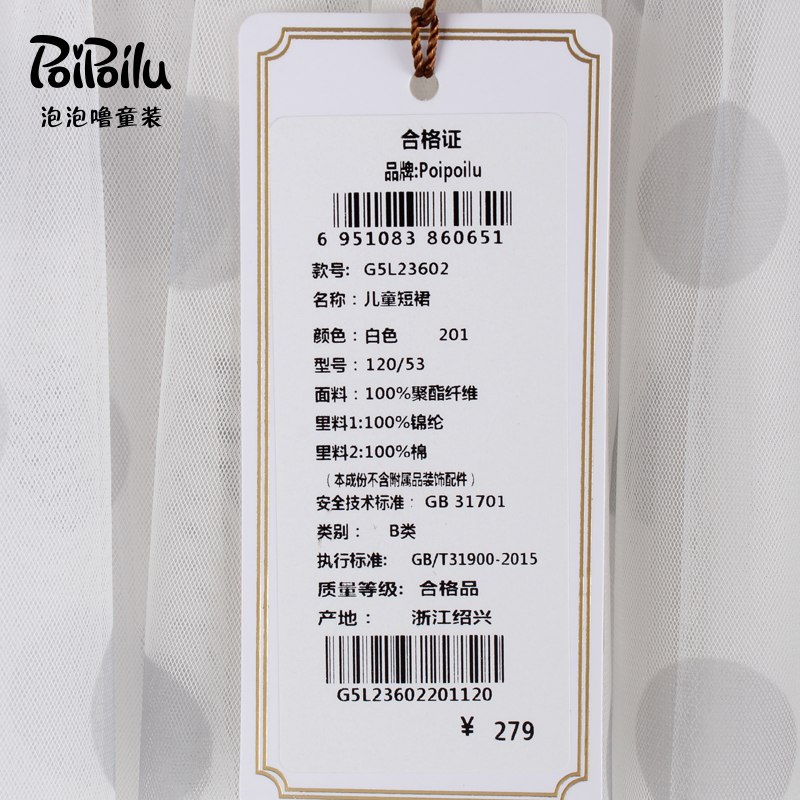 PoiPoilu
泡泡噜童装
合格证
品牌:Poipoilu
6 951083 860651
款号: G5L23602
名称：儿童短裙
颜色：白色 201
型号：120/53
面料：100%聚酯纤维
里料1:100%锦纶
里料2:100%棉
（本成份不含附属品装饰配件）
安全技术标准：GB 31701
类别： B类
执行标准: GB/T31900-2015
质量等级: 合格品
产地： 浙江绍兴
G5L23602201120
¥ 279